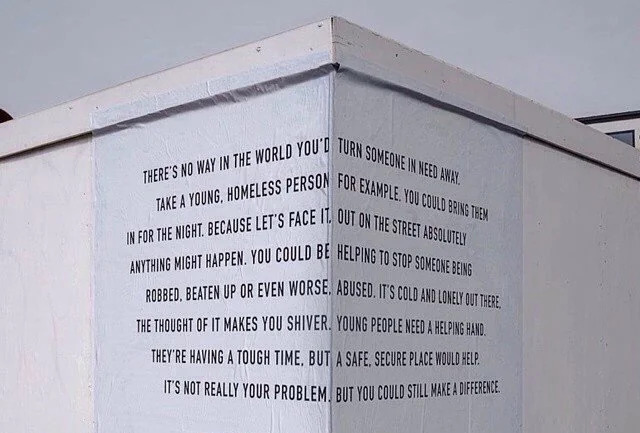 THERE'S NO WAY IN THE WORLD YOU'D TURN SOMEONE IN NEED AWAY.
TAKE A YOUNG, HOMELESS PERSON FOR EXAMPLE. YOU COULD BRING THEM
IN FOR THE NIGHT. BECAUSE LET'S FACE IT, OUT ON THE STREET ABSOLUTELY
ANYTHING MIGHT HAPPEN. YOU COULD BE HELPING TO STOP SOMEONE BEING
ROBBED, BEATEN UP OR EVEN WORSE, ABUSED. IT'S COLD AND LONELY OUT THERE,
THE THOUGHT OF IT MAKES YOU SHIVER. YOUNG PEOPLE NEED A HELPING HAND.
THEY'RE HAVING A TOUGH TIME, BUT A SAFE, SECURE PLACE WOULD HELP.
IT'S NOT REALLY YOUR PROBLEM, BUT YOU COULD STILL MAKE A DIFFERENCE.